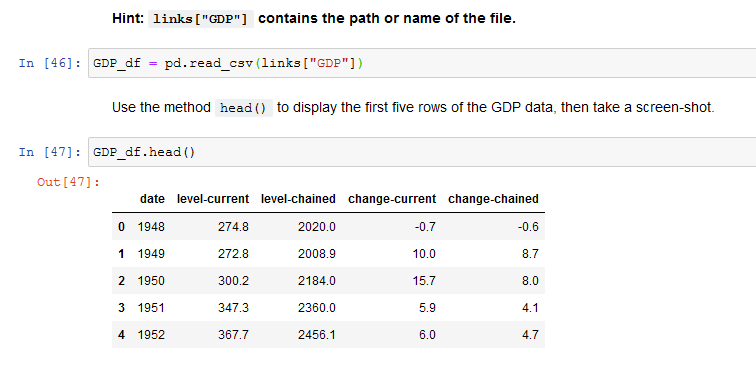 Hint: links["GDP"] contains the path or name of the file.
In [46]: GDP_df = pd.read_csv(links["GDP"])
Use the method head() to display the first five rows of the GDP data, then take a screen-shot.
In [47]: GDP_df.head()
Out[47]:
date level-current level-chained change-current change-chained
0 1948 274.8 2020.0 -0.7 -0.6
1 1949 272.8 2008.9 10.0 8.7
2 1950 300.2 2184.0 15.7 8.0
3 1951 347.3 2360.0 5.9 4.1
4 1952 367.7 2456.1 6.0 4.7